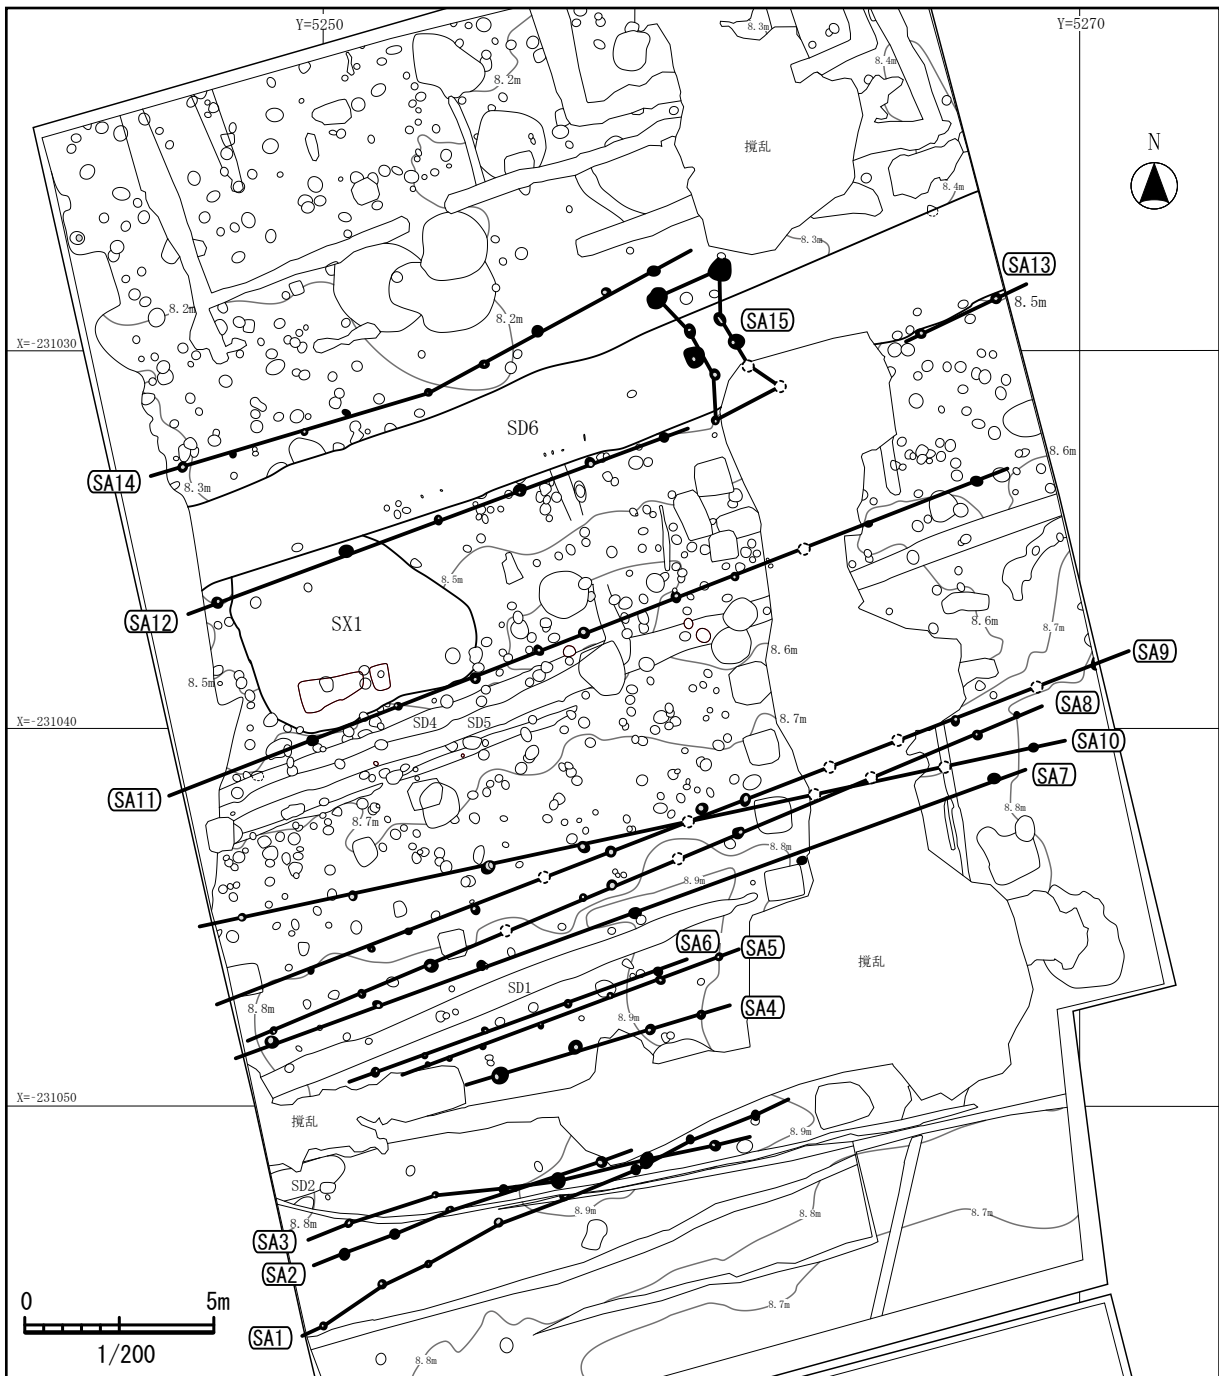 Y=5250
Y=5270
8.3m
8.4m
8.2m
撹乱
N
8.4m
8.3m
SA13
8.5m
8.2m
8.2m
SA15
X=-231030
SD6
8.6m
SA14
8.3m
8.5m
SX1
SA12
8.6m
8.7m
8.6m
SA9
8.5m
SA8
X=-231040
SD4
SD5
8.7m
SA10
SA7
SA11
8.7m
8.8m
8.8m
8.9m
SA6
SA5
撹乱
8.8m
SD1
8.9m
SA4
X=-231050
撹乱
8.9m
SD2
8.8m
8.9m
8.8m
8.7m
SA3
SA2
0 5m
8.7m
SA1
1/200
8.8m